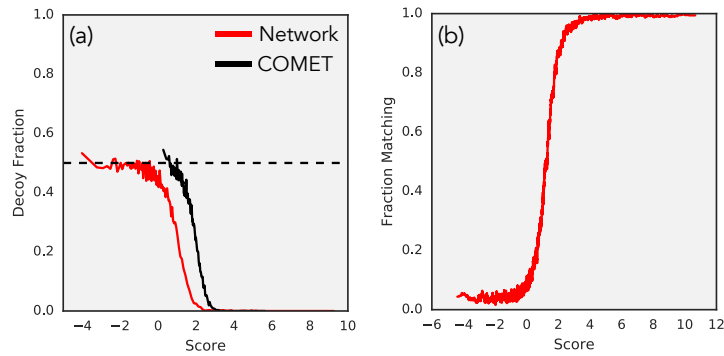 (a)
Network
COMET
Decoy Fraction
1.0
0.8
0.6
0.4
0.2
0.0
−4 −2 0 2 4 6 8 10
Score
(b)
Fraction Matching
1.0
0.8
0.6
0.4
0.2
0.0
−6 −4 −2 0 2 4 6 8 10 12
Score